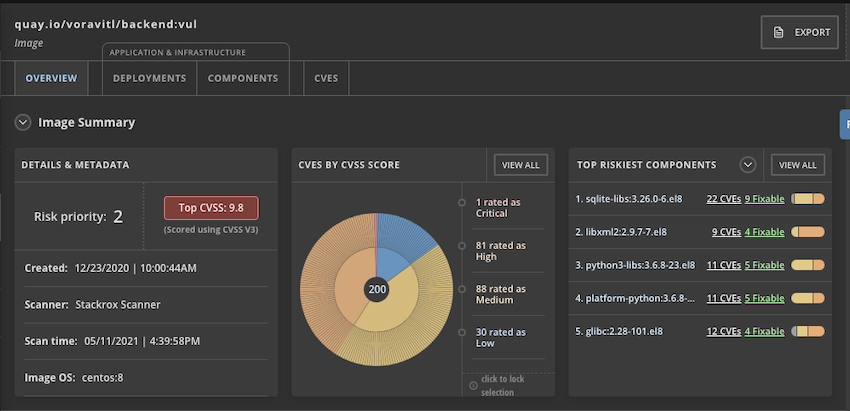 quay.io/voravitl/backend:vul
Image
EXPORT
APPLICATION & INFRASTRUCTURE
OVERVIEW
DEPLOYMENTS
COMPONENTS
CVES
Image Summary
DETAILS & METADATA
Risk priority: 2
Top CVSS: 9.8
(Scored using CVSS V3)
Created: 12/23/2020 | 10:00:44AM
Scanner: Stackrox Scanner
Scan time: 05/11/2021 | 4:39:58PM
Image OS: centos:8
CVES BY CVSS SCORE
VIEW ALL
200
1 rated as
Critical
81 rated as
High
88 rated as
Medium
30 rated as
Low
click to lock
selection
TOP RISKIEST COMPONENTS
VIEW ALL
1. sqlite-libs:3.26.0-6.el8 22 CVEs 9 Fixable
2. libxml2:2.9.7-7.el8 9 CVEs 4 Fixable
3. python3-libs:3.6.8-23.el8 11 CVEs 5 Fixable
4. platform-python:3.6.8-... 11 CVEs 5 Fixable
5. glibc:2.28-101.el8 12 CVEs 4 Fixable